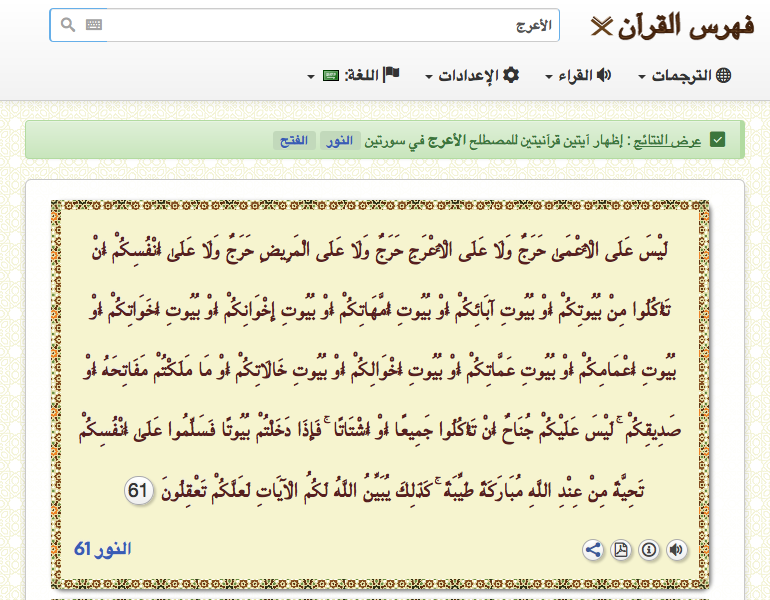 فهرس القرآن
الأعرج
الترجمات القراء الإعدادات اللغة:
عرض النتائج : إظهار آيتين قرآنيتين للمصطلح الأعرج في سورتين النور الفتح
لَيْسَ عَلَى الْأَعْمَىٰ حَرَجٌ وَلَا عَلَى الْأَعْرَجِ حَرَجٌ وَلَا عَلَى الْمَرِيضِ حَرَجٌ وَلَا عَلَىٰ أَنْفُسِكُمْ أَنْ
تَأْكُلُوا مِنْ بُيُوتِكُمْ أَوْ بُيُوتِ آبَائِكُمْ أَوْ بُيُوتِ أُمَّهَاتِكُمْ أَوْ بُيُوتِ إِخْوَانِكُمْ أَوْ بُيُوتِ أَخَوَاتِكُمْ أَوْ
بُيُوتِ أَعْمَامِكُمْ أَوْ بُيُوتِ عَمَّاتِكُمْ أَوْ بُيُوتِ أَخْوَالِكُمْ أَوْ بُيُوتِ خَالَاتِكُمْ أَوْ مَا مَلَكْتُمْ مَفَاتِحَهُ أَوْ
صَدِيقِكُمْ ۚ لَيْسَ عَلَيْكُمْ جُنَاحٌ أَنْ تَأْكُلُوا جَمِيعًا أَوْ أَشْتَاتًا ۚ فَإِذَا دَخَلْتُمْ بُيُوتًا فَسَلِّمُوا عَلَىٰ أَنْفُسِكُمْ
تَحِيَّةً مِنْ عِنْدِ اللَّهِ مُبَارَكَةً طَيِّبَةً ۚ كَذَٰلِكَ يُبَيِّنُ اللَّهُ لَكُمُ الْآيَاتِ لَعَلَّكُمْ تَعْقِلُونَ 61
النور 61